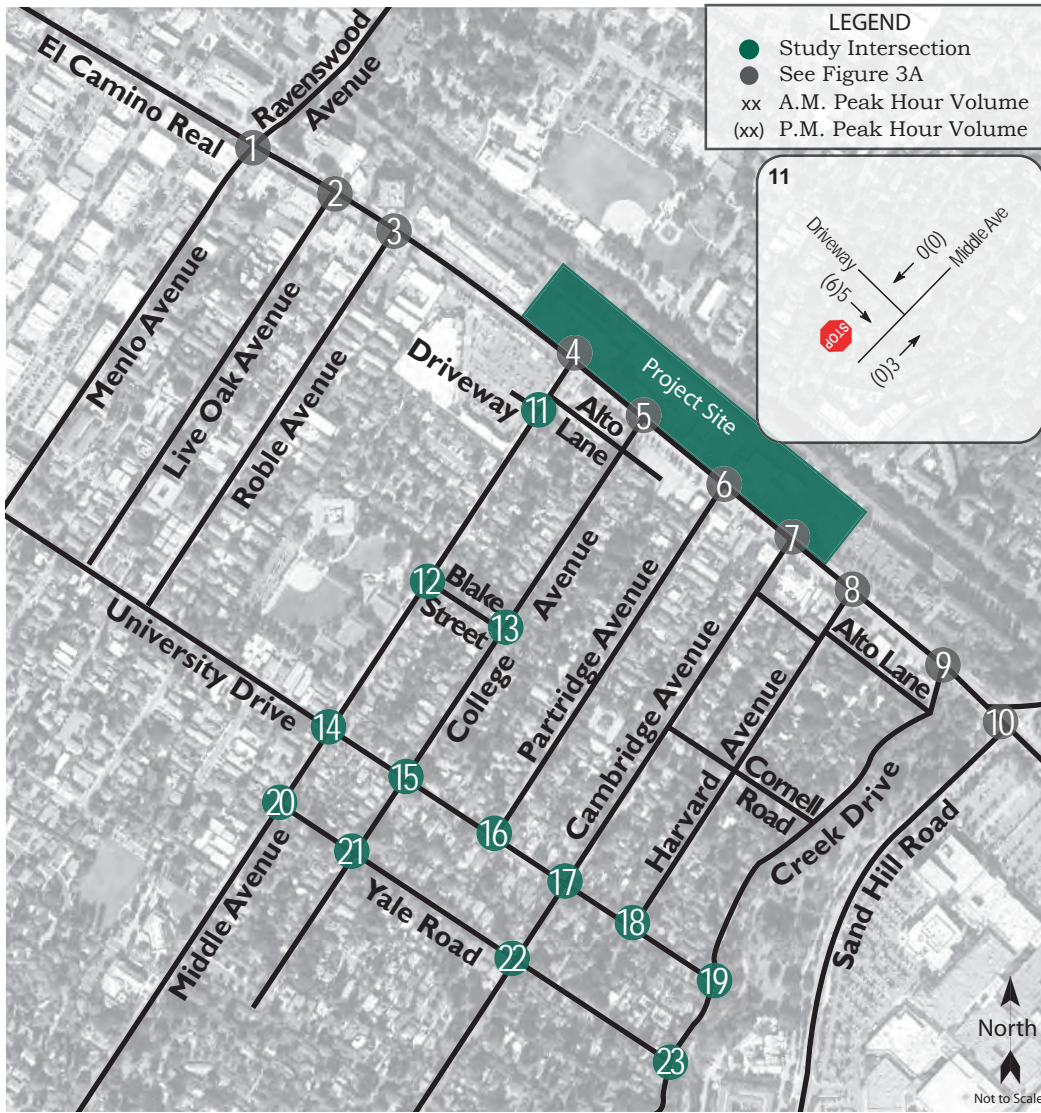 LEGEND
Study Intersection
See Figure 3A
xx A.M. Peak Hour Volume
(xx) P.M. Peak Hour Volume
El Camino Real
Ravenswood
Avenue
1
2
3
11
Driveway
0(0)
Middle Ave
(6)5
STOP
(0)3
Menlo Avenue
Live Oak Avenue
Roble Avenue
Driveway
4
Project Site
11
Alto
Lane
5
6
7
12
Blake
Street
13
College
Avenue
Partridge Avenue
Cambridge Avenue
8
Alto Lane
9
10
University Drive
14
15
16
17
18
19
Harvard
Avenue
Cornell
Road
Creek Drive
Sand Hill Road
20
21
Yale Road
22
23
Middle Avenue
North
Not to Scale